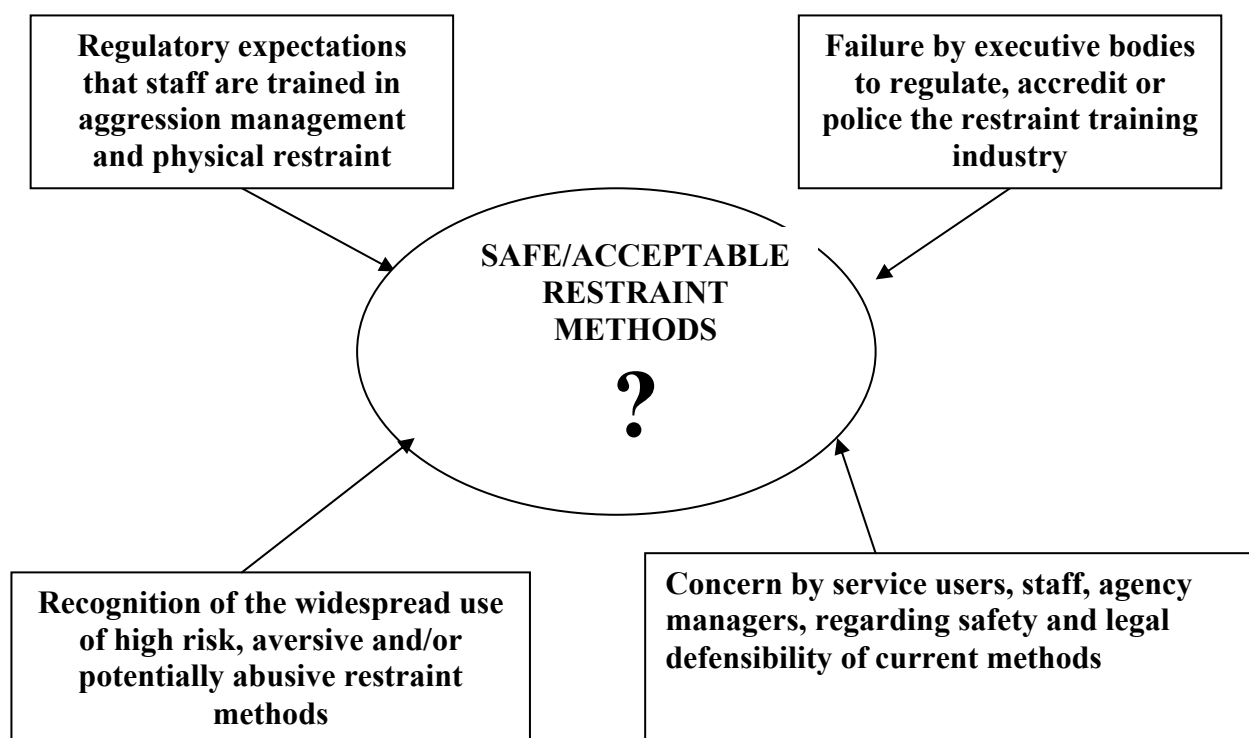 Regulatory expectations
that staff are trained in
aggression management
and physical restraint
Failure by executive bodies
to regulate, accredit or
police the restraint training
industry
SAFE/ACCEPTABLE
RESTRAINT
METHODS
?
Recognition of the widespread use
of high risk, aversive and/or
potentially abusive restraint
methods
Concern by service users, staff, agency
managers, regarding safety and legal
defensibility of current methods